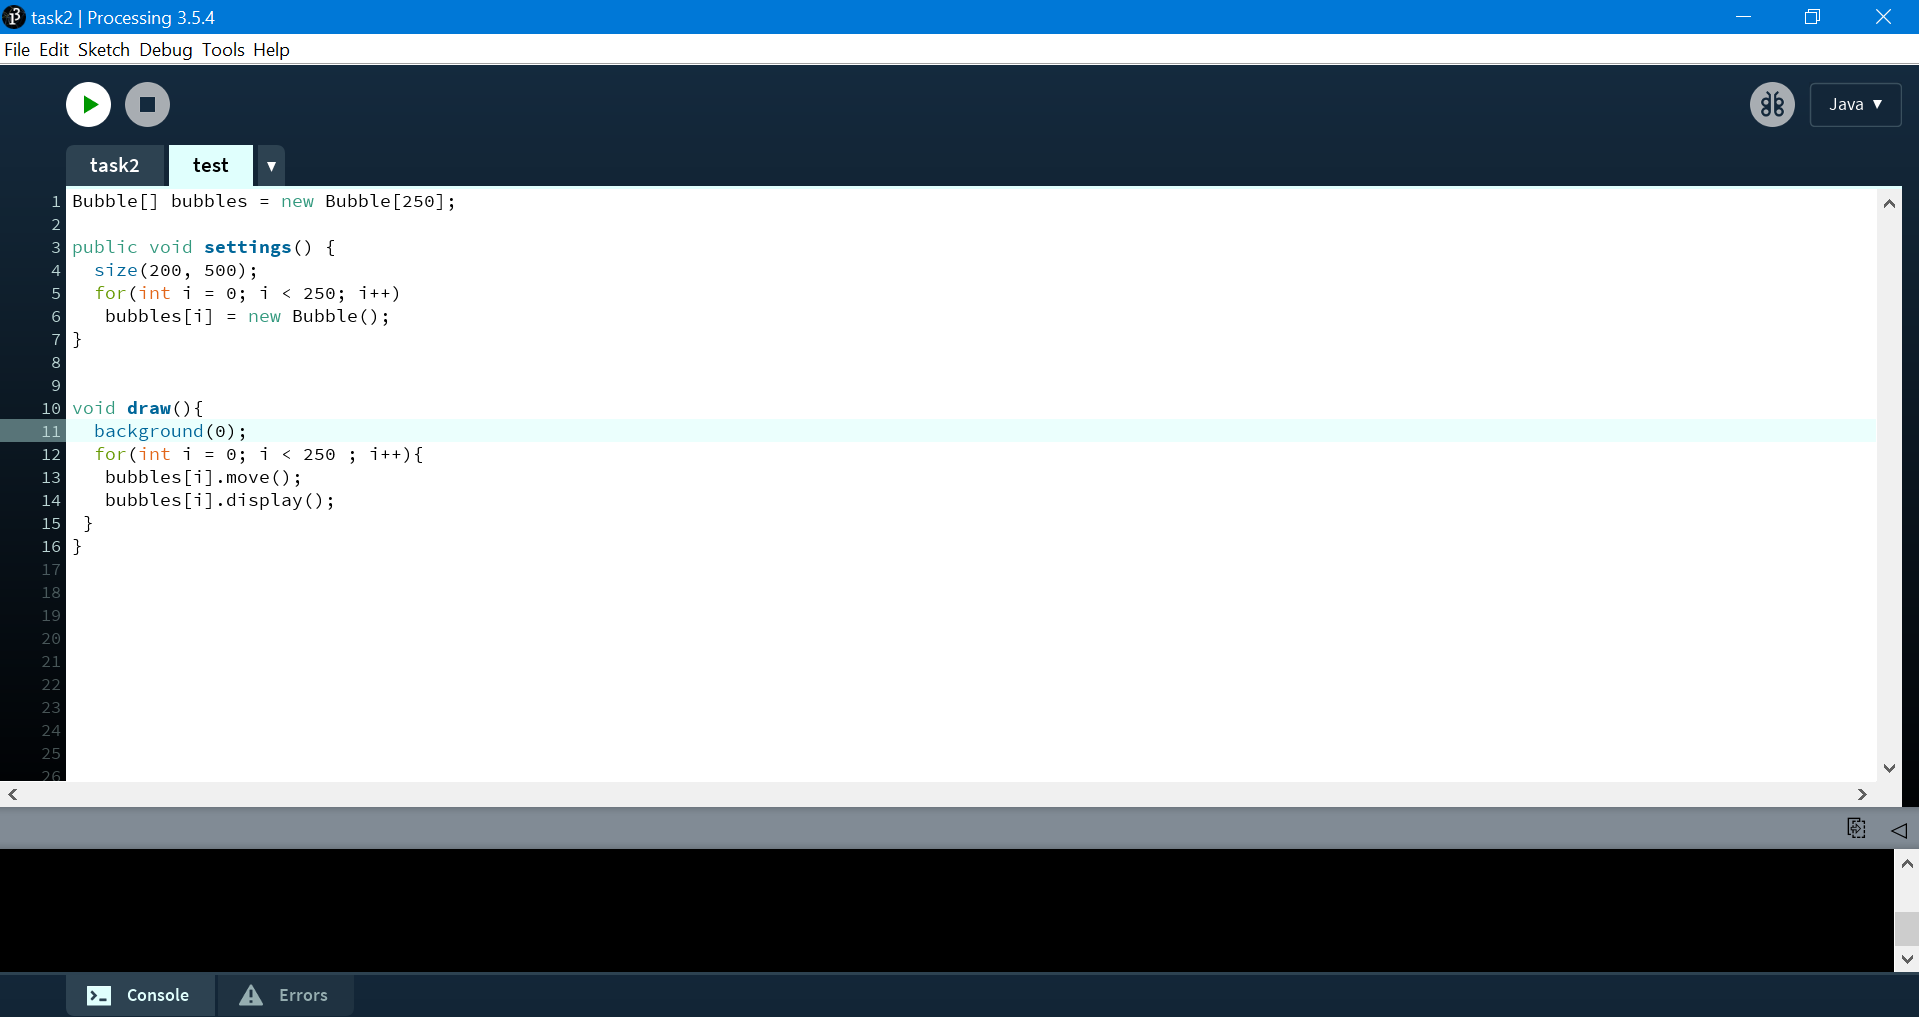 task2 | Processing 3.5.4
File Edit Sketch Debug Tools Help
Java ▼
task2 test ▼
1 Bubble[] bubbles = new Bubble[250];
2
3 public void settings() {
4   size(200, 500);
5   for(int i = 0; i < 250; i++)
6    bubbles[i] = new Bubble();
7 }
8
9
10 void draw(){
11   background(0);
12   for(int i = 0; i < 250 ; i++){
13    bubbles[i].move();
14    bubbles[i].display();
15  }
16 }
17
18
19
20
21
22
23
24
25
26
Console Errors